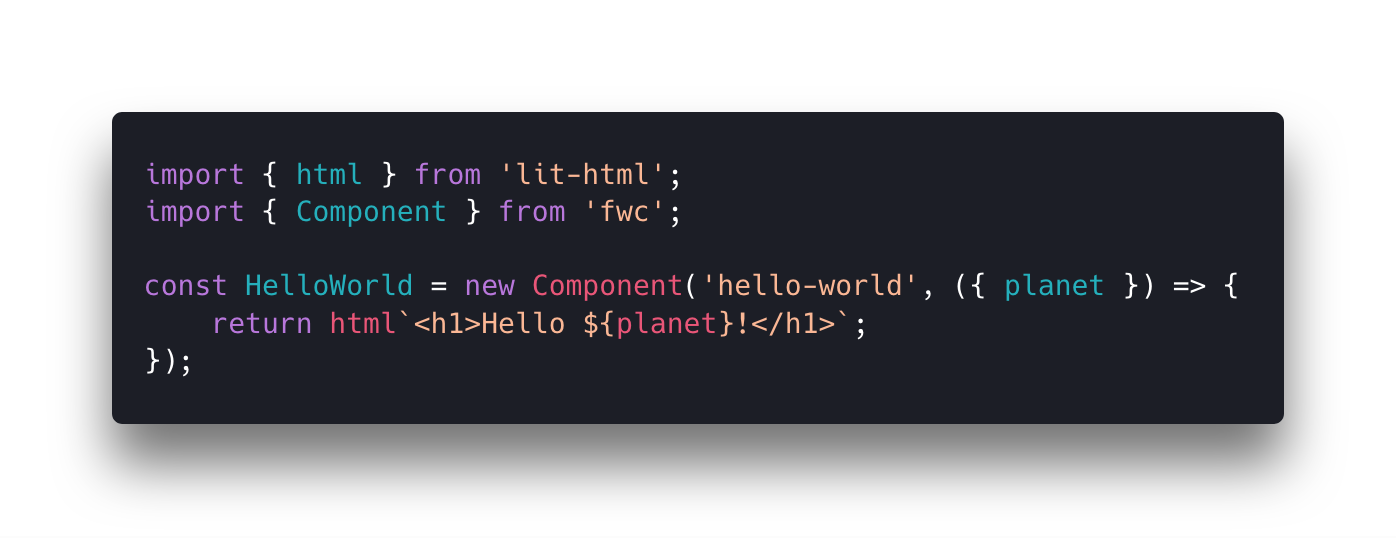 import { html } from 'lit-html';
import { Component } from 'fwc';

const HelloWorld = new Component('hello-world', ({ planet }) => {
    return html`<h1>Hello ${planet}!</h1>`;
});